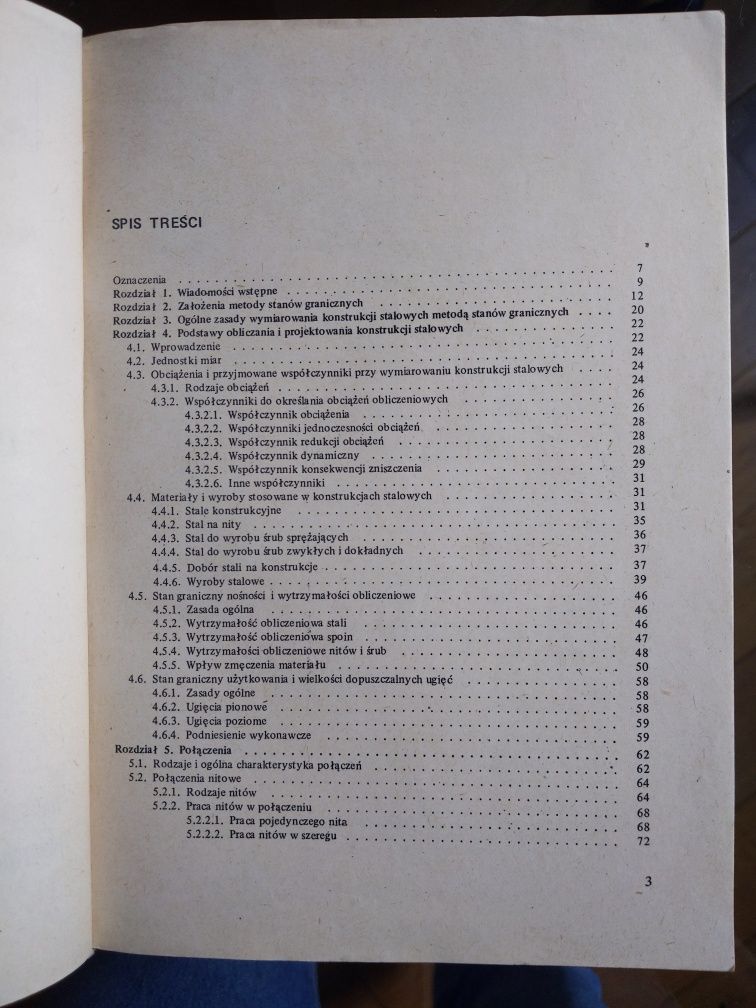 SPIS TREŚCI
Oznaczenia . . . . . . . . . . 7
Rozdział 1. Wiadomości wstępne . . . . . . . . . . 9
Rozdział 2. Założenia metody stanów granicznych . . . . . . . . . . 12
Rozdział 3. Ogólne zasady wymiarowania konstrukcji stalowych metodą stanów granicznych . . . . 20
Rozdział 4. Podstawy obliczania i projektowania konstrukcji stalowych . . . . . . . . . . 22
4.1. Wprowadzenie . . . . . . . . . . 22
4.2. Jednostki miar . . . . . . . . . . 24
4.3. Obciążenia i przyjmowane współczynniki przy wymiarowaniu konstrukcji stalowych . . . . 24
4.3.1. Rodzaje obciążeń . . . . . . . . . . 24
4.3.2. Współczynniki do określania obciążeń obliczeniowych . . . . . . . . . . 26
4.3.2.1. Współczynnik obciążenia . . . . . . . . . . 26
4.3.2.2. Współczynniki jednoczesności obciążeń . . . . . . . . . . 28
4.3.2.3. Współczynnik redukcji obciążeń . . . . . . . . . . 28
4.3.2.4. Współczynnik dynamiczny . . . . . . . . . . 28
4.3.2.5. Współczynnik konsekwencji zniszczenia . . . . . . . . . . 29
4.3.2.6. Inne współczynniki . . . . . . . . . . 31
4.4. Materiały i wyroby stosowane w konstrukcjach stalowych . . . . . . . . . . 31
4.4.1. Stale konstrukcyjne . . . . . . . . . . 31
4.4.2. Stal na nity . . . . . . . . . . 35
4.4.3. Stal do wyrobu śrub sprężających . . . . . . . . . . 36
4.4.4. Stal do wyrobu śrub zwykłych i dokładnych . . . . . . . . . . 37
4.4.5. Dobór stali na konstrukcje . . . . . . . . . . 37
4.4.6. Wyroby stalowe . . . . . . . . . . 39
4.5. Stan graniczny nośności i wytrzymałości obliczeniowe . . . . . . . . . . 46
4.5.1. Zasada ogólna . . . . . . . . . . 46
4.5.2. Wytrzymałość obliczeniowa stali . . . . . . . . . . 46
4.5.3. Wytrzymałość obliczeniowa spoin . . . . . . . . . . 47
4.5.4. Wytrzymałości obliczeniowe nitów i śrub . . . . . . . . . . 48
4.5.5. Wpływ zmęczenia materiału . . . . . . . . . . 50
4.6. Stan graniczny użytkowania i wielkości dopuszczalnych ugięć . . . . . . . . . . 58
4.6.1. Zasady ogólne . . . . . . . . . . 58
4.6.2. Ugięcia pionowe . . . . . . . . . . 58
4.6.3. Ugięcia poziome . . . . . . . . . . 59
4.6.4. Podniesienie wykonawcze . . . . . . . . . . 59
Rozdział 5. Połączenia . . . . . . . . . . 62
5.1. Rodzaje i ogólna charakterystyka połączeń . . . . . . . . . . 62
5.2. Połączenia nitowe . . . . . . . . . . 64
5.2.1. Rodzaje nitów . . . . . . . . . . 64
5.2.2. Praca nitów w połączeniu . . . . . . . . . . 68
5.2.2.1. Praca pojedynczego nita . . . . . . . . . . 68
5.2.2.2. Praca nitów w szeregu . . . . . . . . . . 72
3